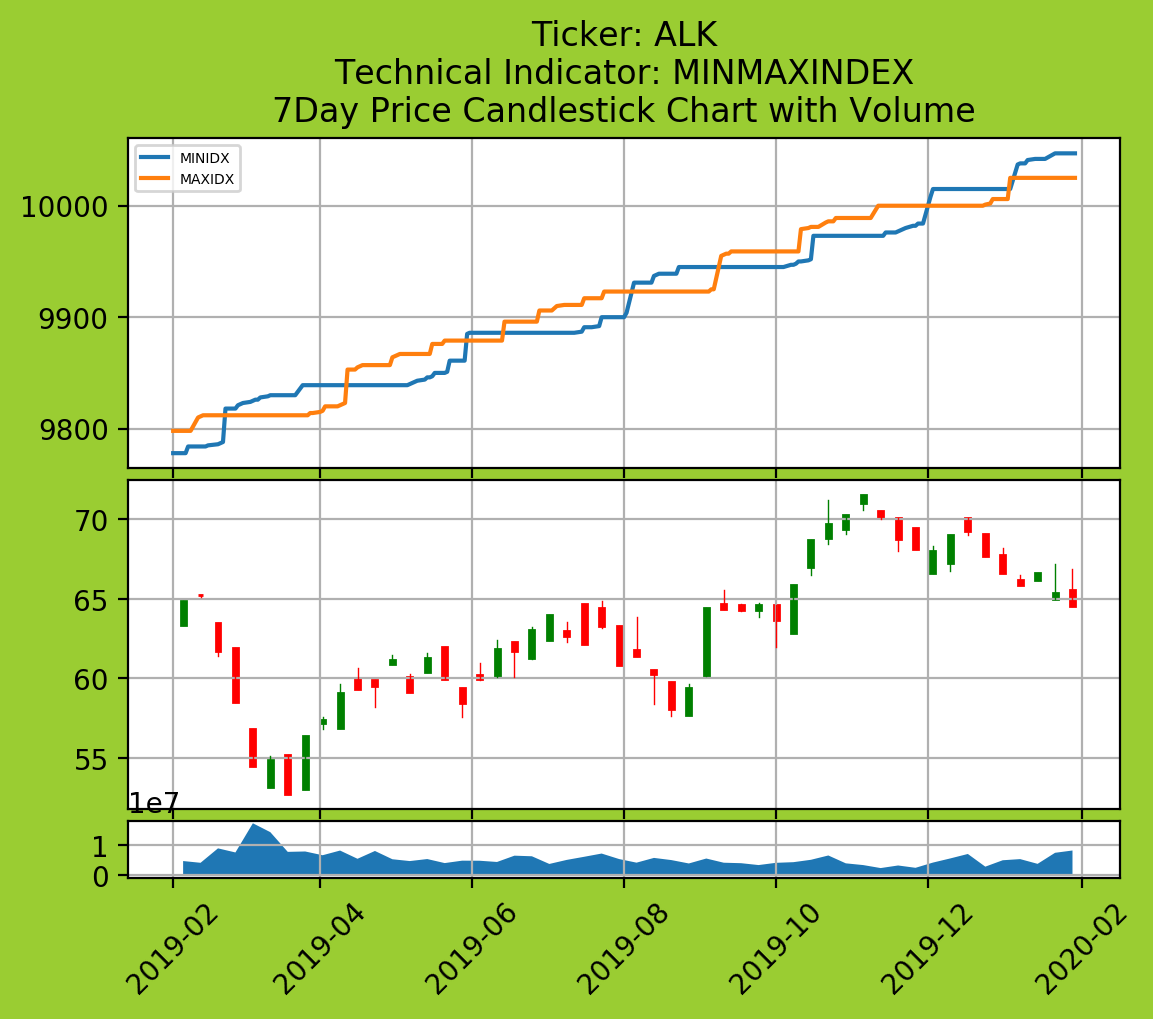 Ticker: ALK
Technical Indicator: MINMAXINDEX
7Day Price Candlestick Chart with Volume
MINIDX
MAXIDX
10000
9900
9800
70
65
60
55
1e7
1
0
2019-02
2019-04
2019-06
2019-08
2019-10
2019-12
2020-02